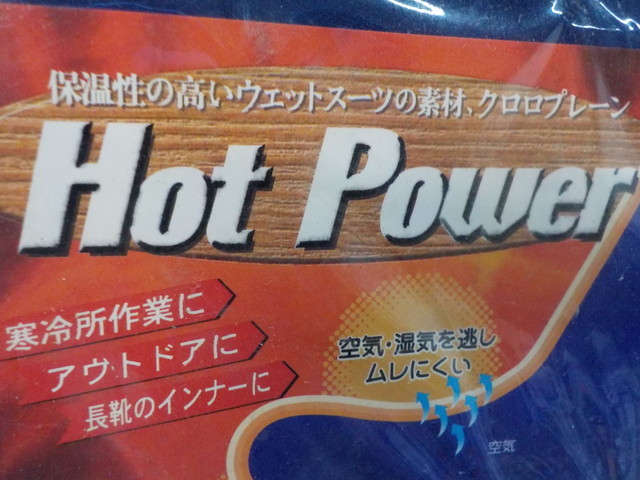 保温性の高いウエットスーツの素材、クロロプレーン
Hot Power
寒冷所作業に
アウトドアに
長靴のインナーに
空気・湿気を逃し
ムレにくい
空気